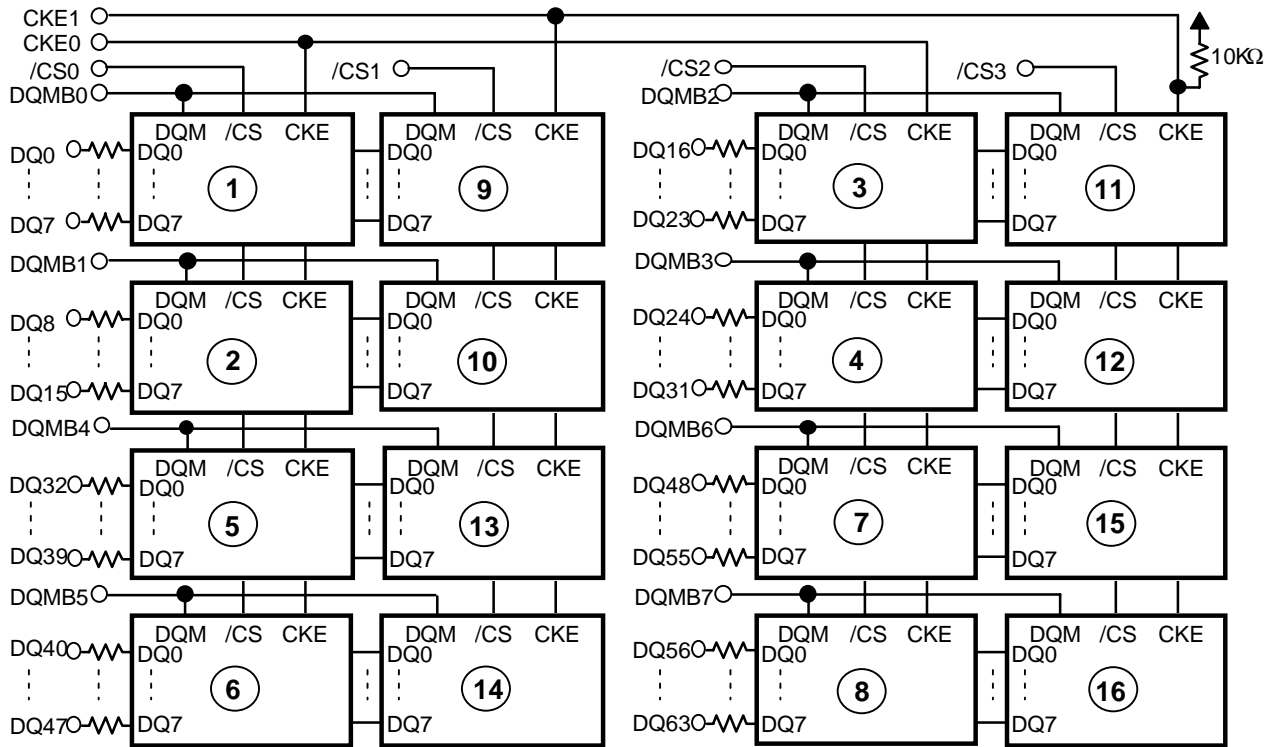 CKE1
CKE0
/CS0 /CS1 /CS2 /CS3 10KΩ
DQMB0 DQMB2
DQM /CS CKE DQM /CS CKE DQM /CS CKE DQM /CS CKE
DQ0 DQ0 DQ0 DQ16 DQ0 DQ0
1 9 3 11
DQ7 DQ7 DQ7 DQ23 DQ7 DQ7
DQMB1 DQMB3
DQM /CS CKE DQM /CS CKE DQM /CS CKE DQM /CS CKE
DQ8 DQ0 DQ0 DQ24 DQ0 DQ0
2 10 4 12
DQ15 DQ7 DQ7 DQ31 DQ7 DQ7
DQMB4 DQMB6
DQM /CS CKE DQM /CS CKE DQM /CS CKE DQM /CS CKE
DQ32 DQ0 DQ0 DQ48 DQ0 DQ0
5 13 7 15
DQ39 DQ7 DQ7 DQ55 DQ7 DQ7
DQMB5 DQMB7
DQM /CS CKE DQM /CS CKE DQM /CS CKE DQM /CS CKE
DQ40 DQ0 DQ0 DQ56 DQ0 DQ0
6 14 8 16
DQ47 DQ7 DQ7 DQ63 DQ7 DQ7